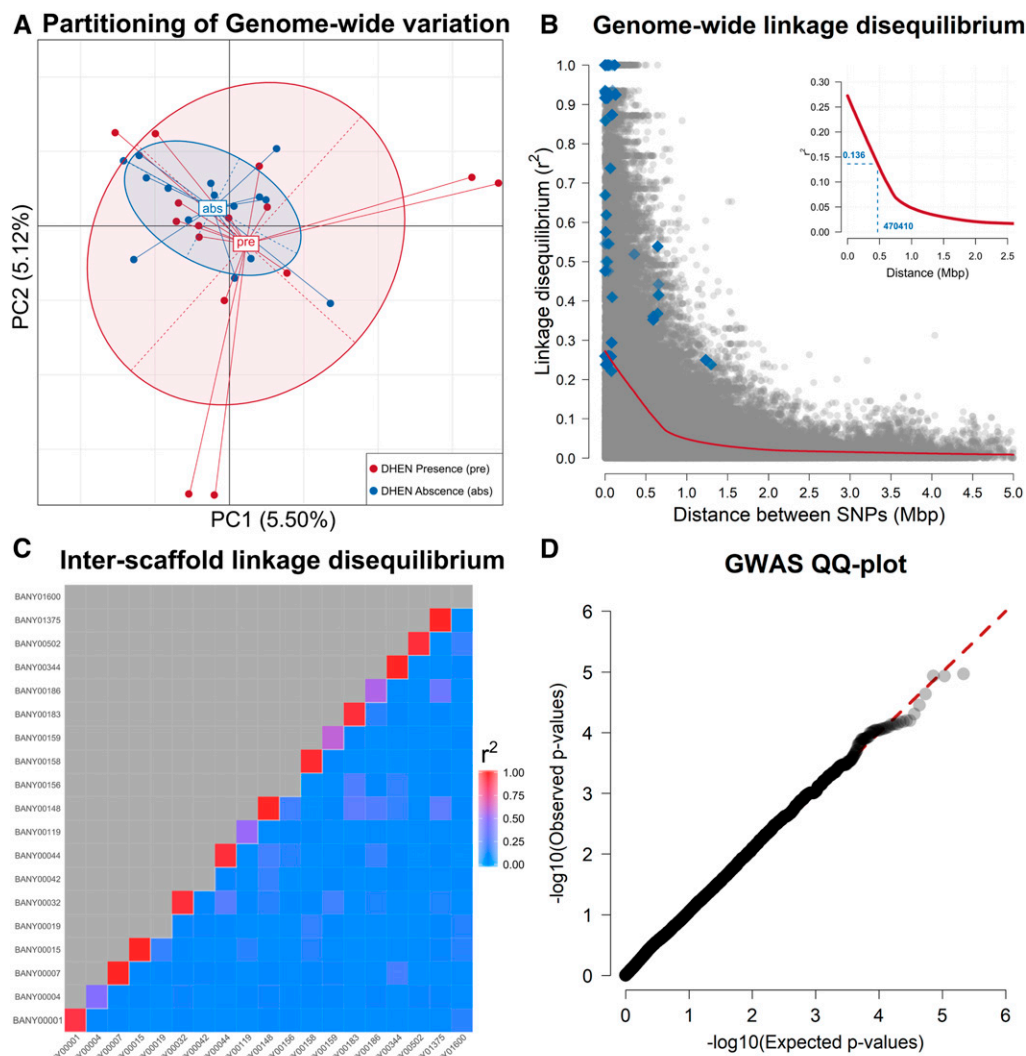 A Partitioning of Genome-wide variation
PC2 (5.12%)
abs
pre
DHEN Presence (pre)
DHEN Abscence (abs)
PC1 (5.50%)
B Genome-wide linkage disequilibrium
Linkage disequilibrium (r²)
1.0
0.9
0.8
0.7
0.6
0.5
0.4
0.3
0.2
0.1
0.0
0.0 0.5 1.0 1.5 2.0 2.5 3.0 3.5 4.0 4.5 5.0
Distance between SNPs (Mbp)
r²
0.30
0.25
0.20
0.15
0.10
0.05
0.00
0.136
470410
0.0 0.5 1.0 1.5 2.0 2.5
Distance (Mbp)
C Inter-scaffold linkage disequilibrium
BANY01600
BANY01375
BANY00502
BANY00344
BANY00186
BANY00183
BANY00159
BANY00158
BANY00156
BANY00148
BANY00119
BANY00044
BANY00042
BANY00032
BANY00019
BANY00015
BANY00007
BANY00004
BANY00001
r²
1.00
0.75
0.50
0.25
0.00
D GWAS QQ-plot
-log10(Observed p-values)
6
5
4
3
2
1
0
0 1 2 3 4 5 6
-log10(Expected p-values)